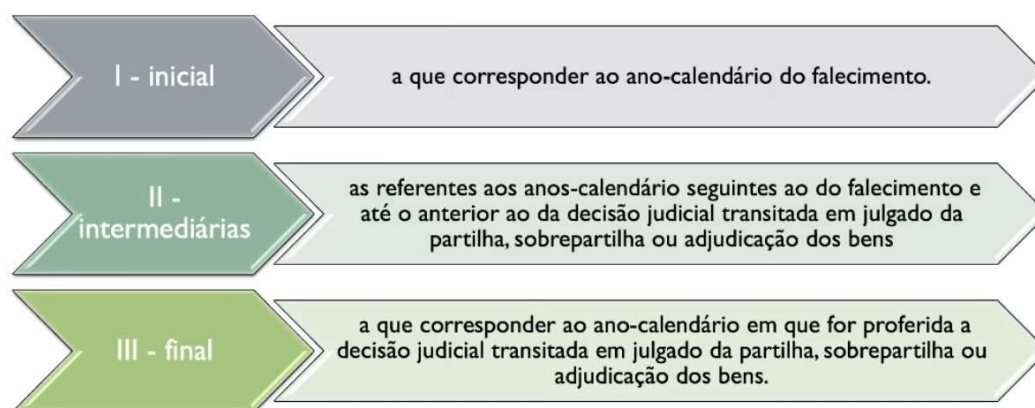 I - inicial
a que corresponder ao ano-calendário do falecimento.
II -
intermediárias
as referentes aos anos-calendário seguintes ao do falecimento e
até o anterior ao da decisão judicial transitada em julgado da
partilha, sobrepartilha ou adjudicação dos bens
III - final
a que corresponder ao ano-calendário em que for proferida a
decisão judicial transitada em julgado da partilha, sobrepartilha ou
adjudicação dos bens.